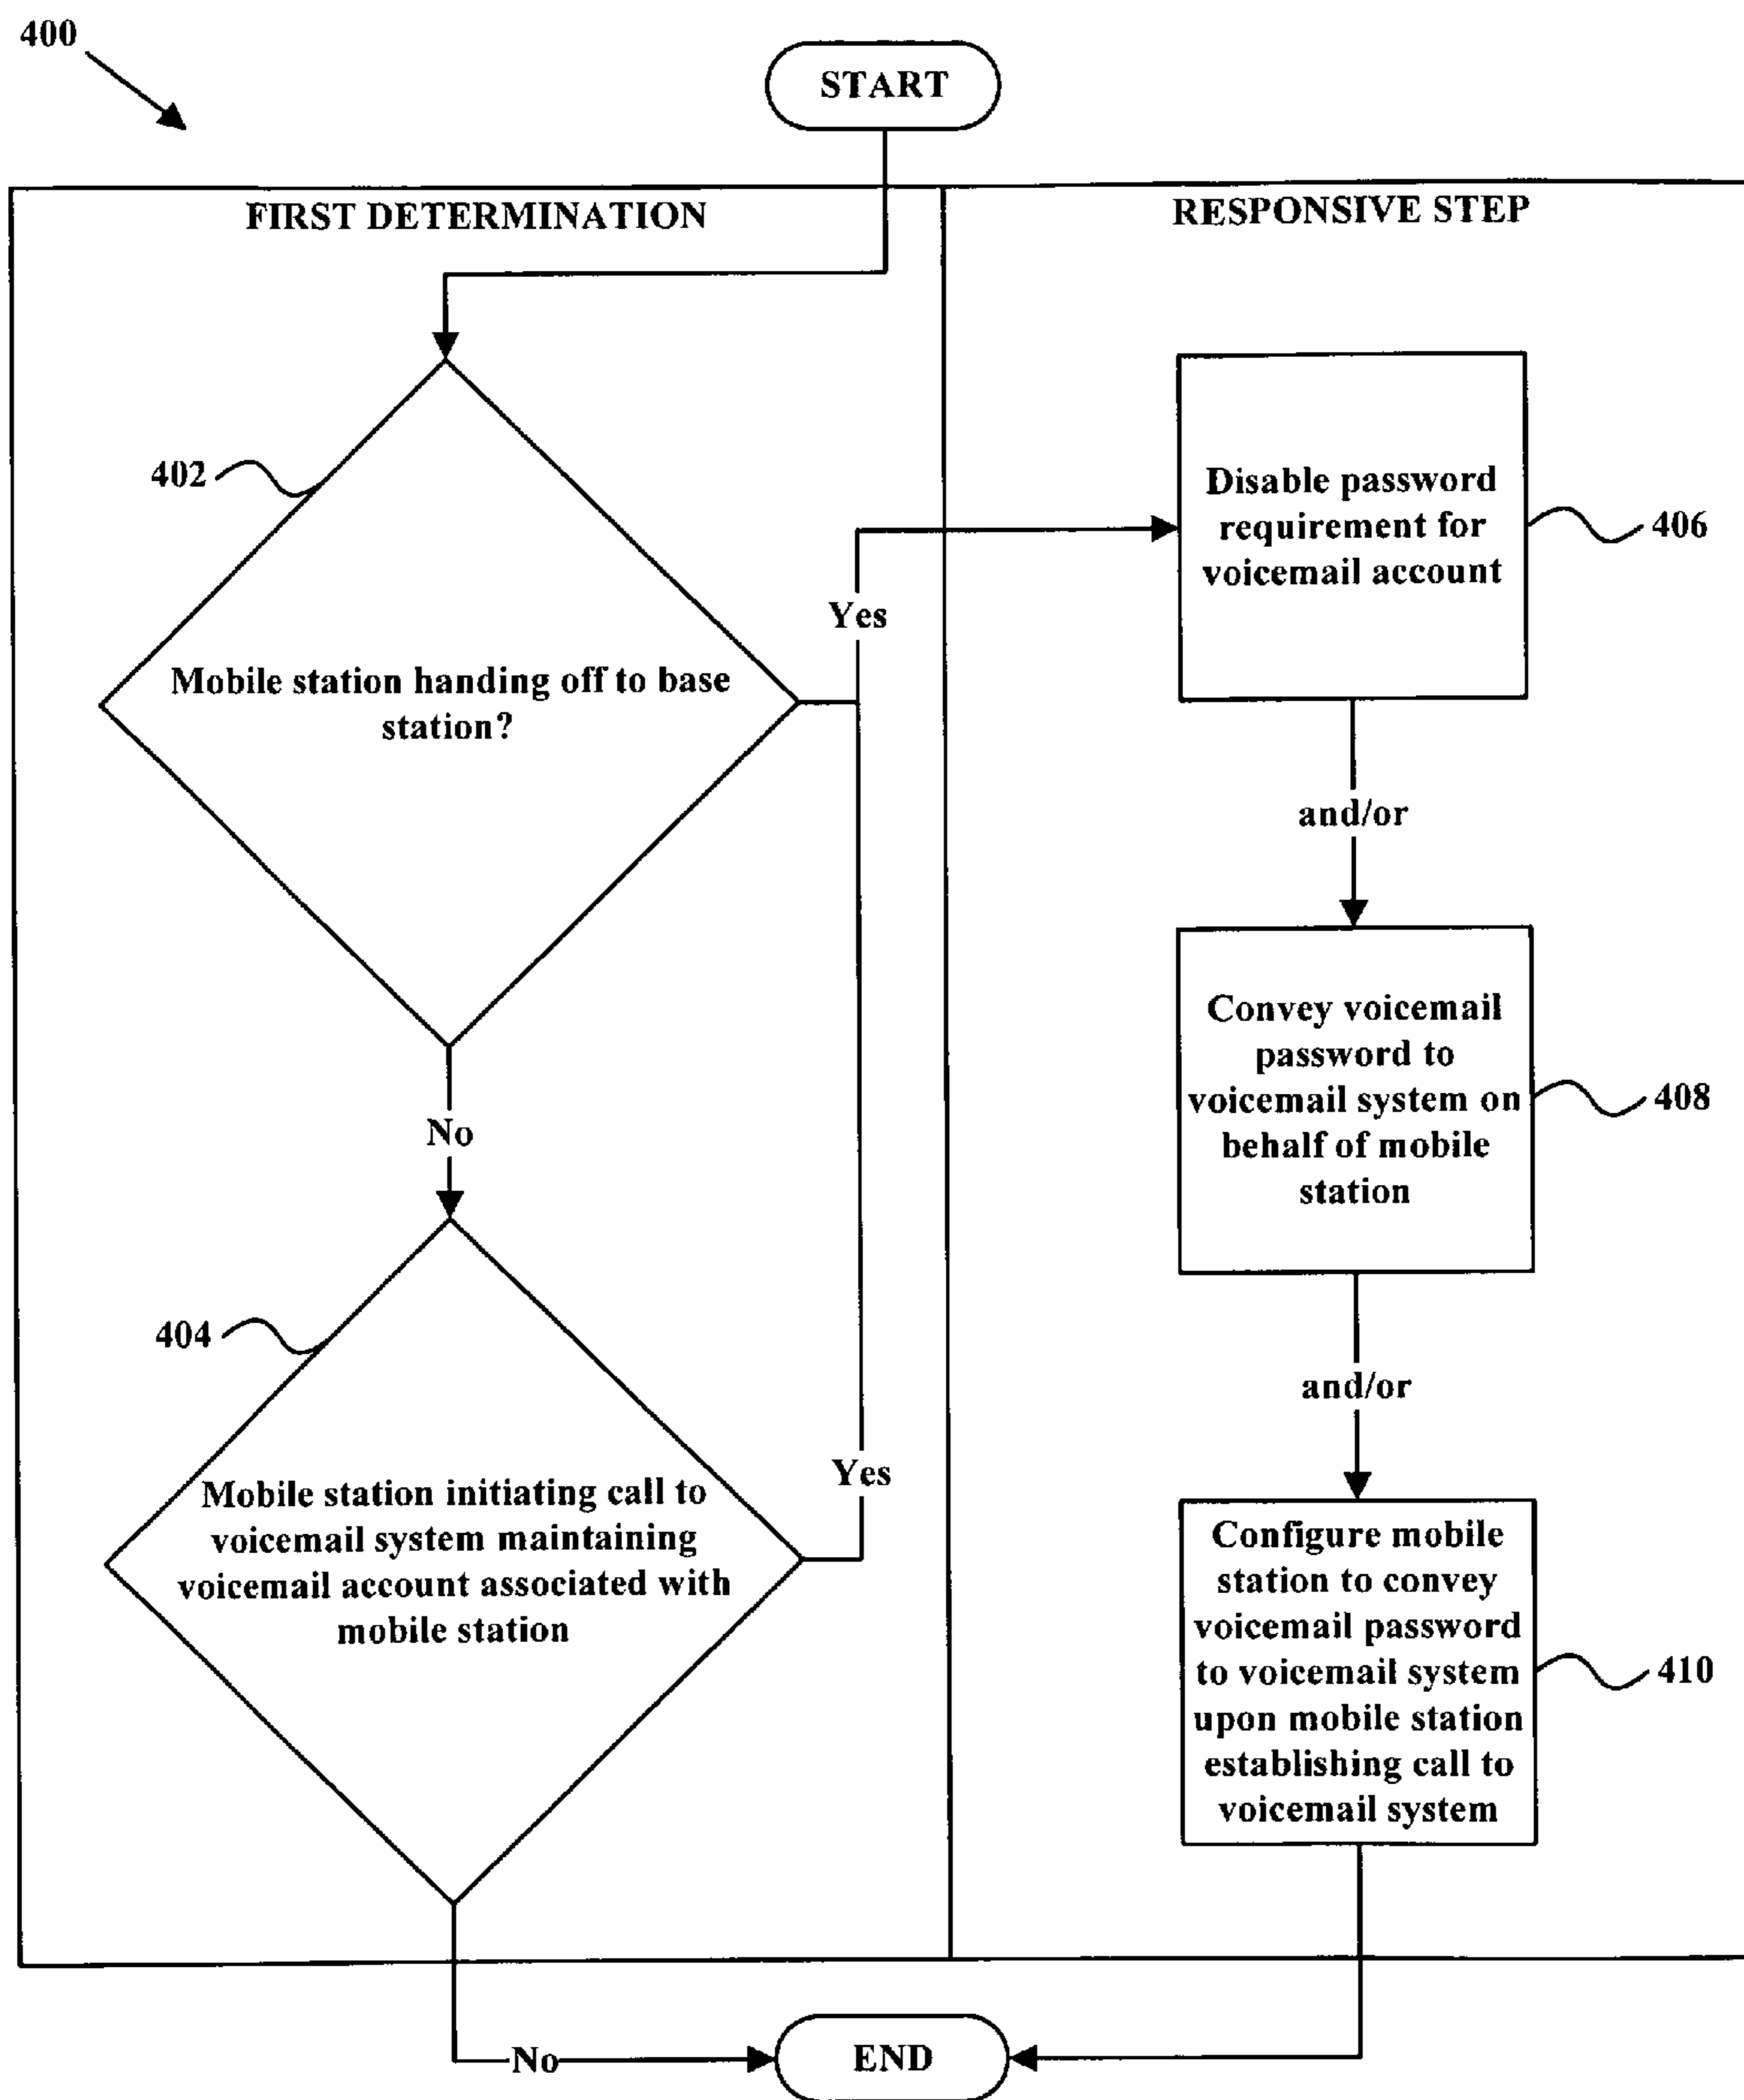 400
START
FIRST DETERMINATION
RESPONSIVE STEP
402
Mobile station handing off to base
station?
Yes
No
404
Mobile station initiating call to
voicemail system maintaining
voicemail account associated with
mobile station
Yes
No
Disable password
requirement for
voicemail account
406
and/or
Convey voicemail
password to
voicemail system on
behalf of mobile
station
408
and/or
Configure mobile
station to convey
voicemail password
to voicemail system
upon mobile station
establishing call to
voicemail system
410
END